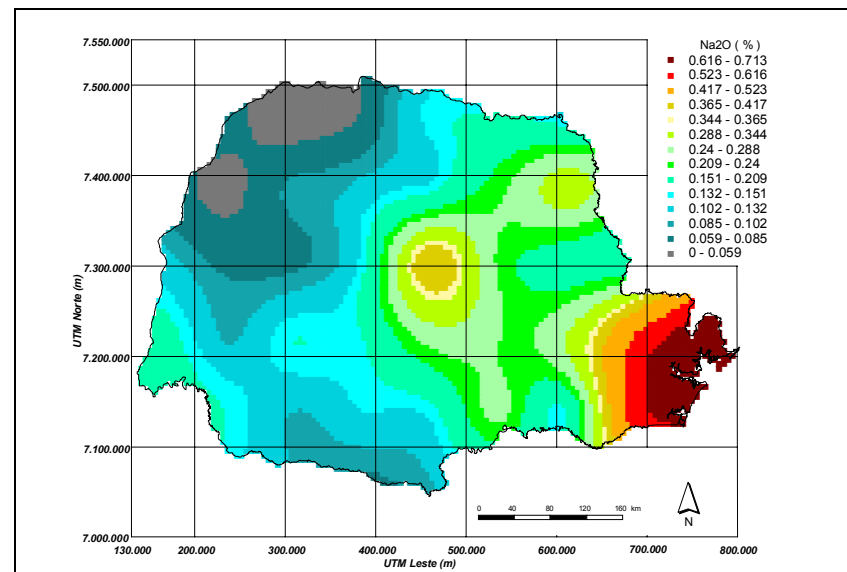 7.550.000
7.500.000
7.400.000
7.300.000
7.200.000
7.100.000
7.000.000
UTM Norte (m)
130.000 200.000 300.000 400.000 500.000 600.000 700.000 800.000
UTM Leste (m)
Na2O ( % )
0.616 - 0.713
0.523 - 0.616
0.417 - 0.523
0.365 - 0.417
0.344 - 0.365
0.288 - 0.344
0.24 - 0.288
0.209 - 0.24
0.151 - 0.209
0.132 - 0.151
0.102 - 0.132
0.085 - 0.102
0.059 - 0.085
0 - 0.059
0 40 80 120 160 km
N